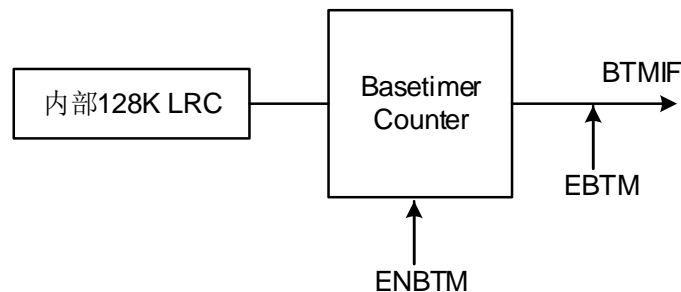 内部128K LRC
Basetimer
Counter
BTMIF
EBTM
ENBTM